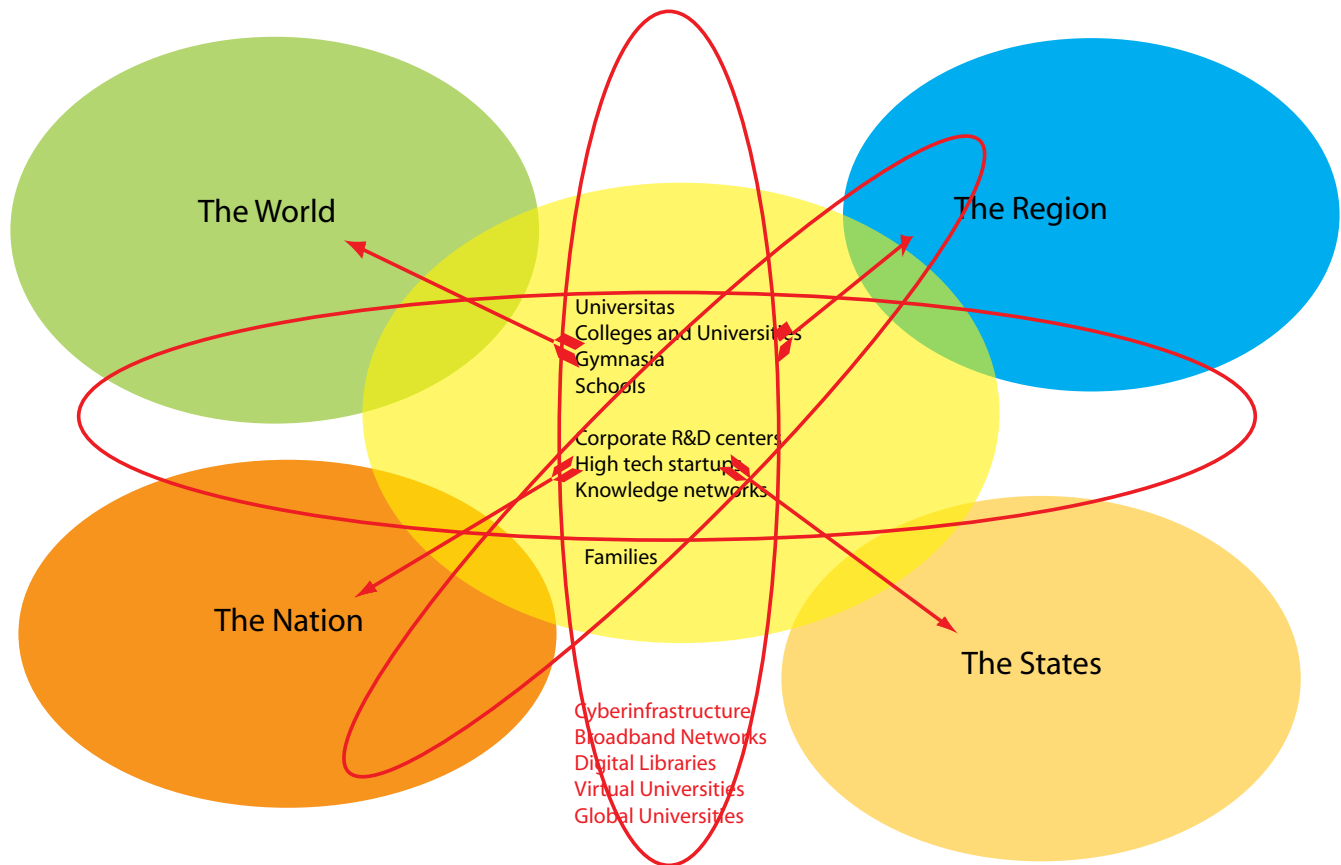 The World
The Region
Universitas
Colleges and Universities
Gymnasia
Schools
Corporate R&D centers
High tech startups
Knowledge networks
Families
The Nation
The States
Cyberinfrastructure
Broadband Networks
Digital Libraries
Virtual Universities
Global Universities